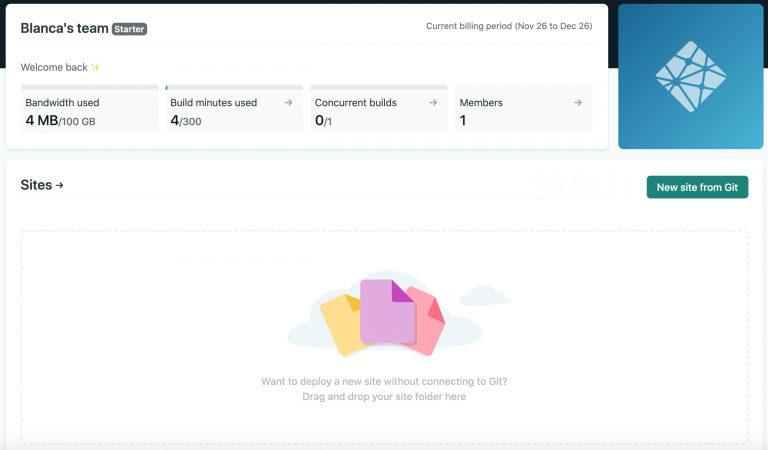 Blanca's team Starter
Current billing period (Nov 26 to Dec 26)
Welcome back ✨
Bandwidth used
4 MB/100 GB
Build minutes used →
4/300
Concurrent builds →
0/1
Members →
1
Sites →
New site from Git
Want to deploy a new site without connecting to Git?
Drag and drop your site folder here